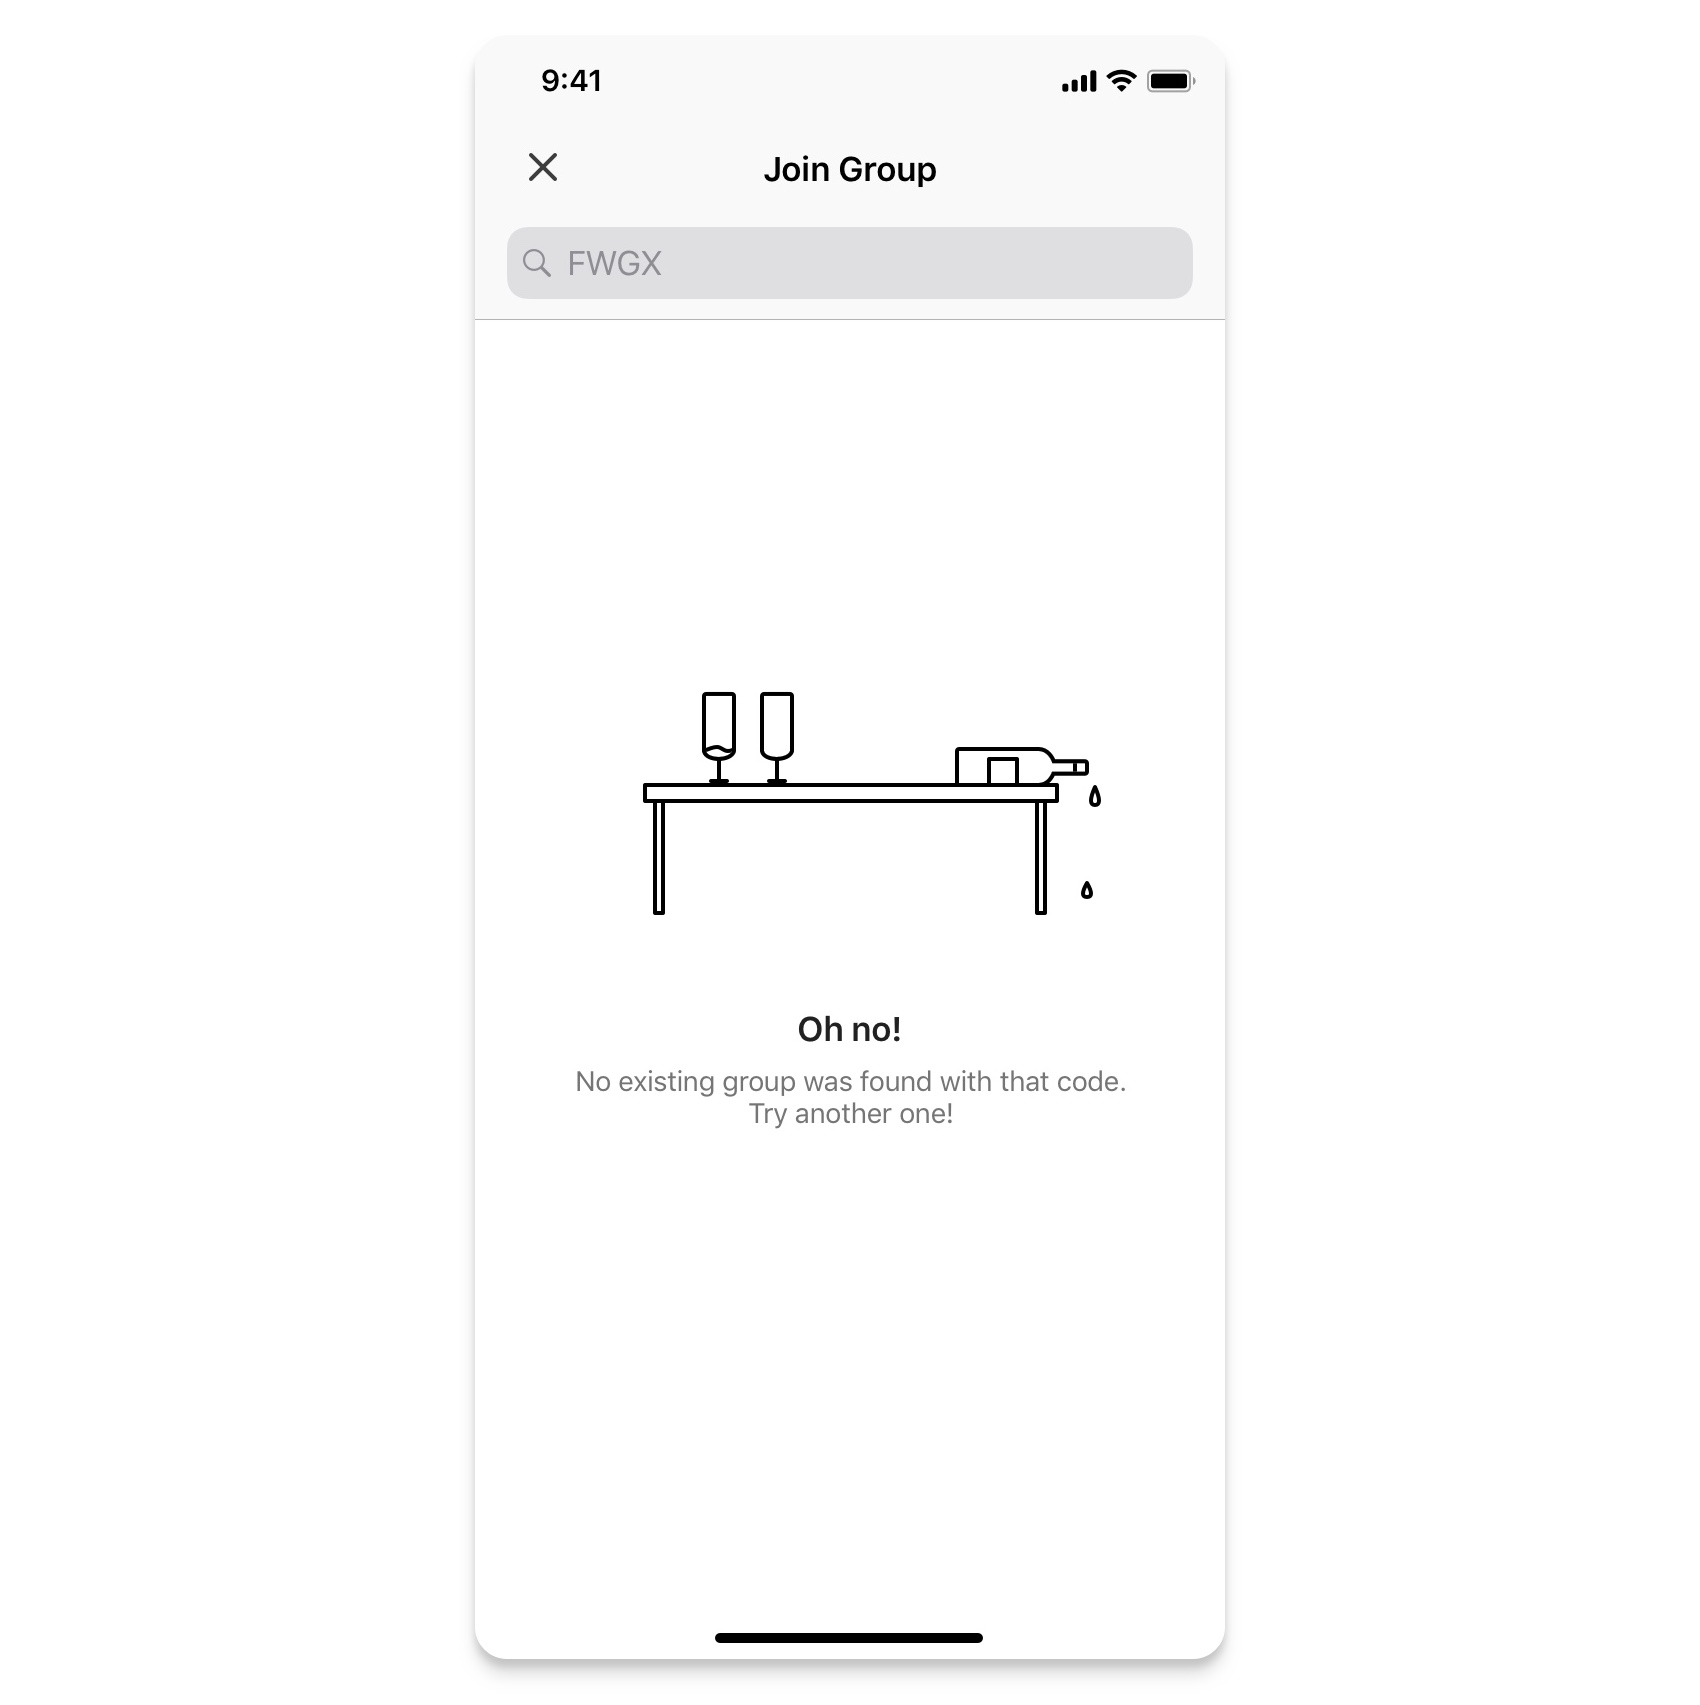 9:41
Join Group
FWGX
Oh no!
No existing group was found with that code.
Try another one!